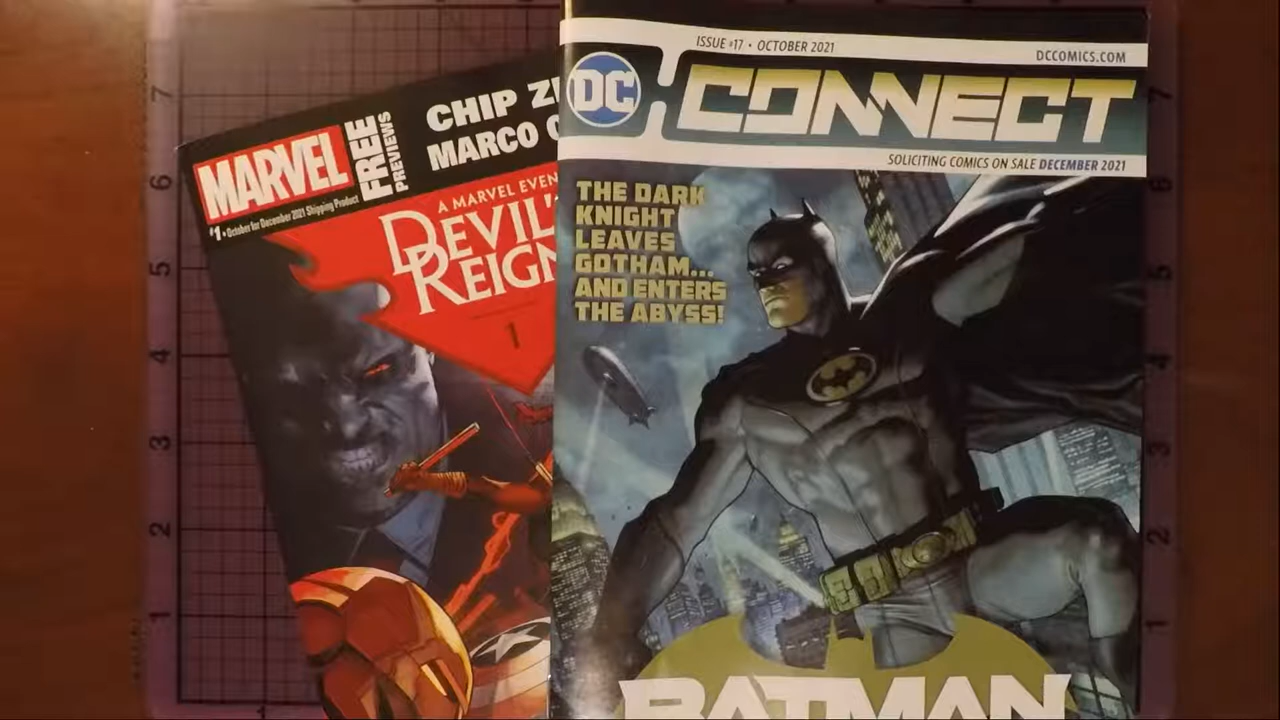 MARVEL
FREE
PREVIEWS
#1 • October for December 2021 Shipping Product
CHIP
MARCO
A MARVEL
DEVIL'S
REIGN
1
ISSUE #17 • OCTOBER 2021
DCCOMICS.COM
DC
CONNECT
SOLICITING COMICS ON SALE DECEMBER 2021
THE DARK
KNIGHT
LEAVES
GOTHAM...
AND ENTERS
THE ABYSS!
BATMAN
7
6
5
4
3
2
1
7
6
5
4
3
2
1